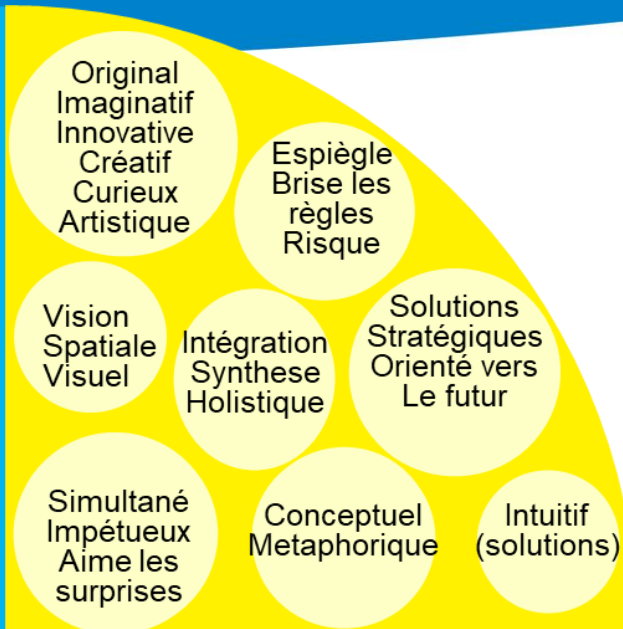 Original
Imaginatif
Innovative
Créatif
Curieux
Artistique
Espiègle
Brise les
règles
Risque
Vision
Spatiale
Visuel
Intégration
Synthese
Holistique
Solutions
Stratégiques
Orienté vers
Le futur
Simultané
Impétueux
Aime les
surprises
Conceptuel
Metaphorique
Intuitif
(solutions)